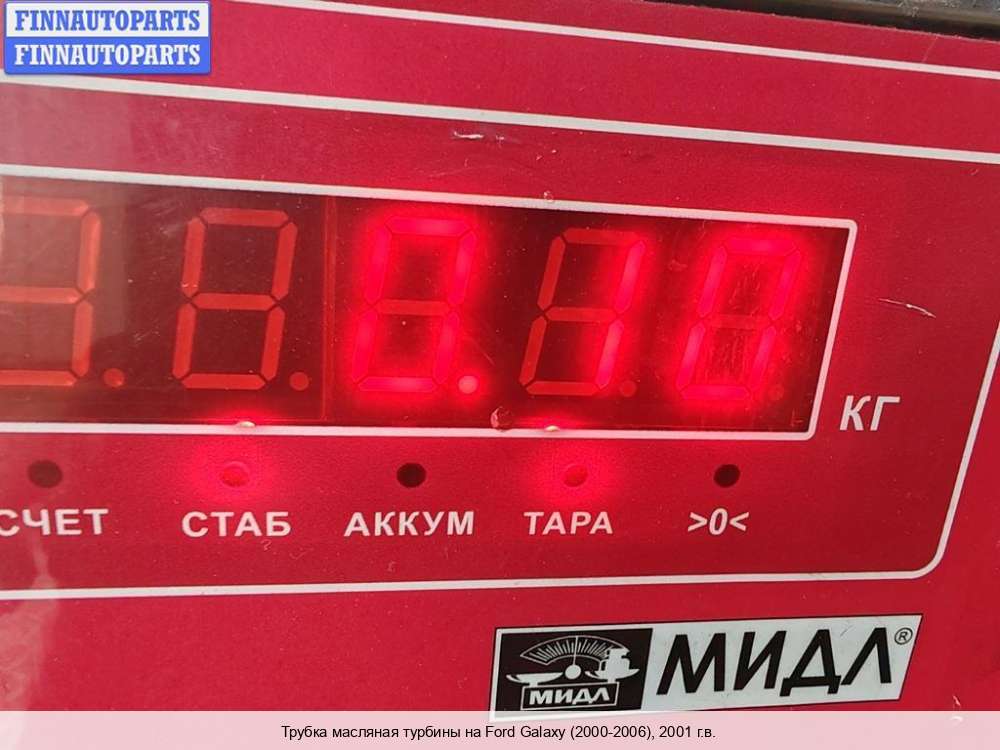 FINNAUTOPARTS
FINNAUTOPARTS
0.10
КГ
СЧЕТ СТАБ АККУМ ТАРА >0<
МИДЛ МИДЛ®
Трубка масляная турбины на Ford Galaxy (2000-2006), 2001 г.в.